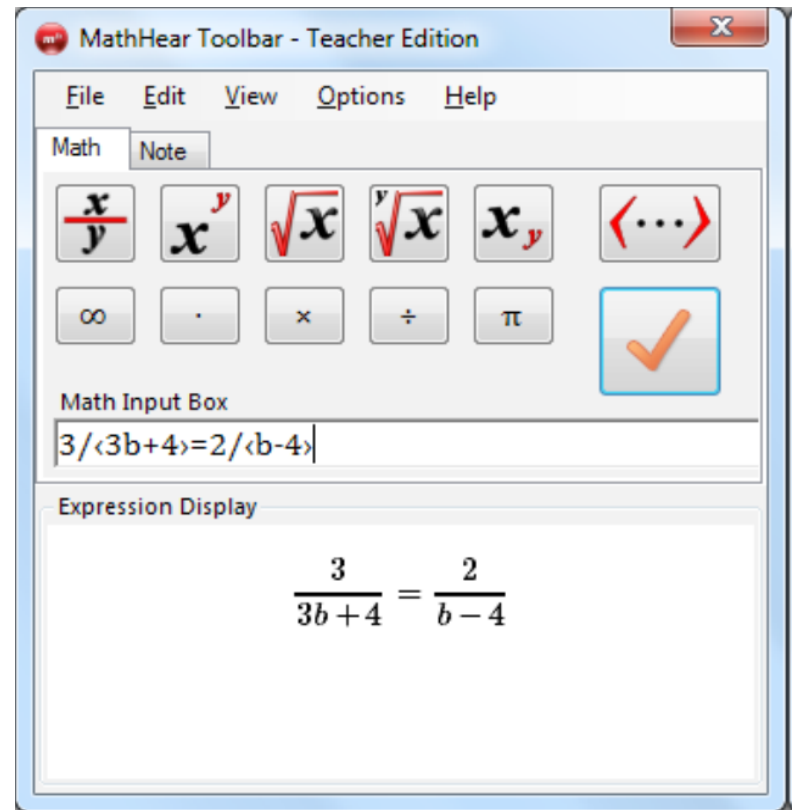 MathHear Toolbar - Teacher Edition
File Edit View Options Help
Math Note
x/y x^y √x ʸ√x x_y ⟨⋯⟩
∞ · × ÷ π
Math Input Box
3/‹3b+4›=2/‹b-4›
Expression Display
3/(3b + 4) = 2/(b − 4)